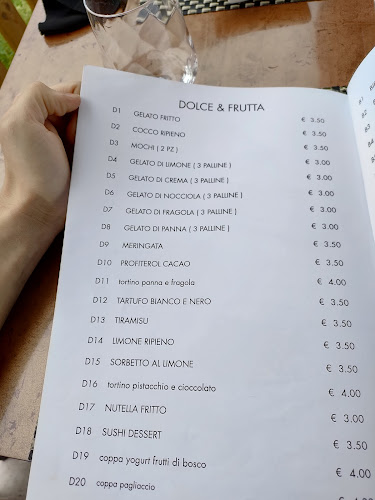 DOLCE & FRUTTA
D1 GELATO FRITTO € 3.50
D2 COCCO RIPIENO € 3.50
D3 MOCHI ( 2 PZ ) € 3.00
D4 GELATO DI LIMONE ( 3 PALLINE ) € 3.00
D5 GELATO DI CREMA ( 3 PALLINE ) € 3.00
D6 GELATO DI NOCCIOLA ( 3 PALLINE ) € 3.00
D7 GELATO DI FRAGOLA ( 3 PALLINE ) € 3.00
D8 GELATO DI PANNA ( 3 PALLINE ) € 3.00
D9 MERINGATA € 3.50
D10 PROFITEROL CACAO € 3.50
D11 tortino panna e fragola € 4.00
D12 TARTUFO BIANCO E NERO € 3.50
D13 TIRAMISU € 3.50
D14 LIMONE RIPIENO € 3.50
D15 SORBETTO AL LIMONE € 3.50
D16 tortino pistacchio e cioccolato € 4.00
D17 NUTELLA FRITTO € 3.00
D18 SUSHI DESSERT € 3.50
D19 coppa yogurt frutti di bosco € 4.00
D20 coppa pagliaccio